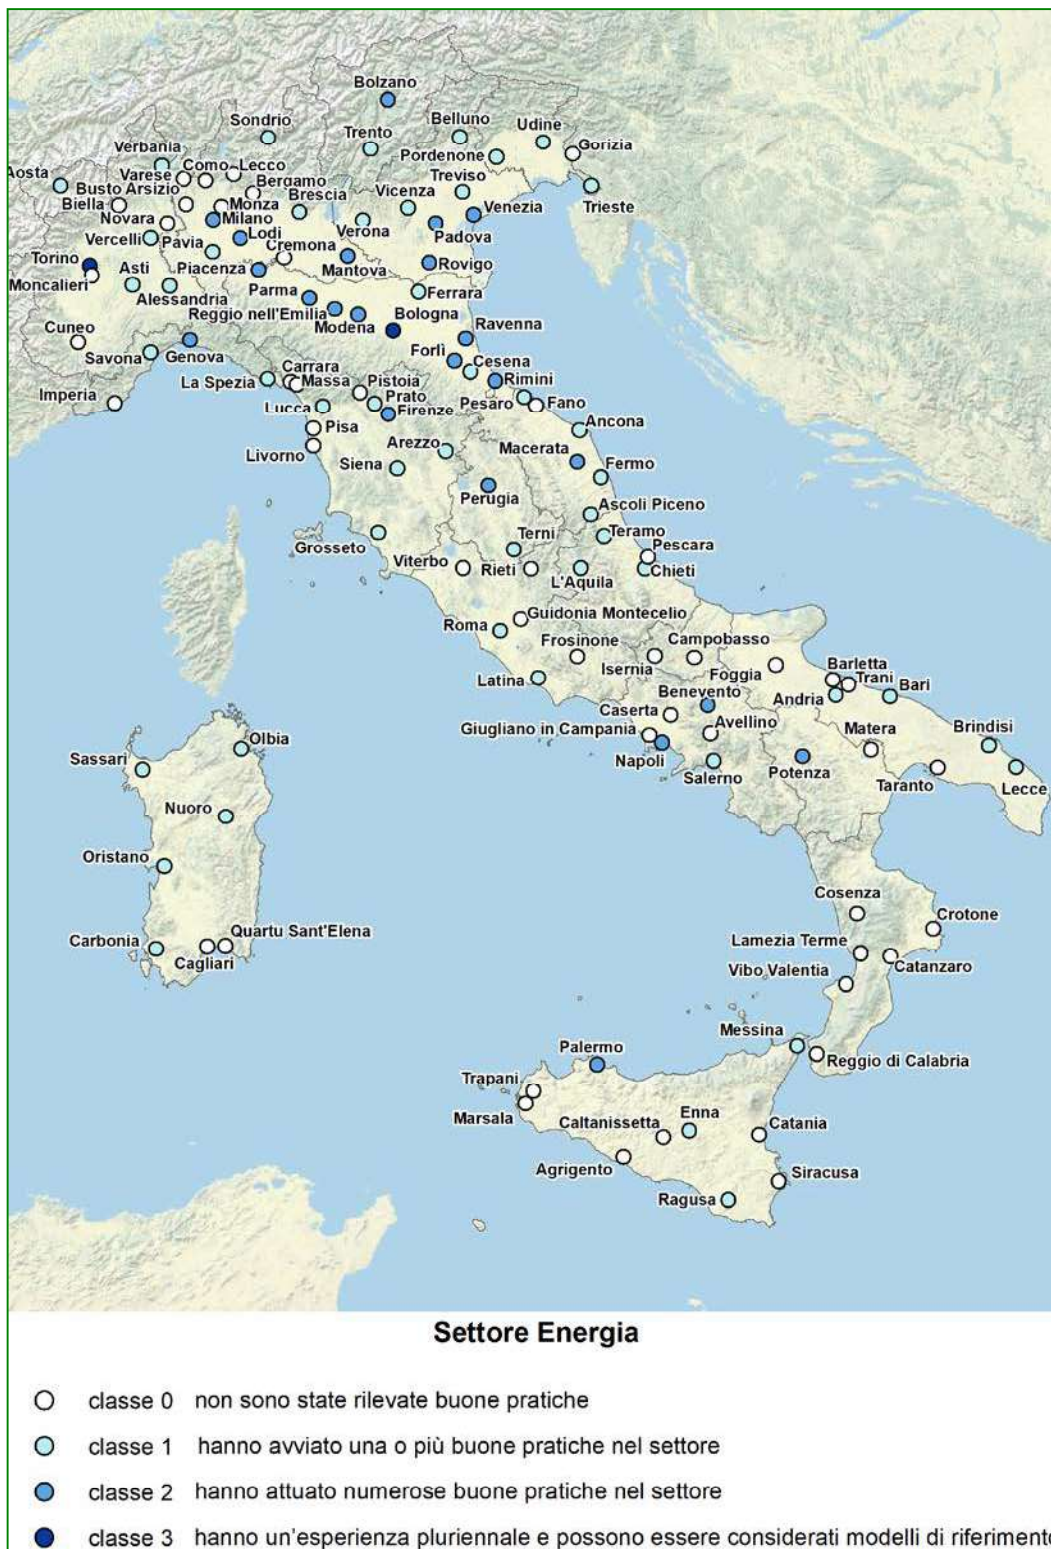 Bolzano
Sondrio
Trento
Belluno
Udine
Verbania
Pordenone
Gorizia
Aosta
Varese
Como
Lecco
Busto Arsizio
Bergamo
Treviso
Vicenza
Biella
Monza
Brescia
Venezia
Trieste
Novara
Milano
Lodi
Verona
Padova
Vercelli
Pavia
Cremona
Mantova
Rovigo
Torino
Asti
Piacenza
Moncalieri
Alessandria
Parma
Ferrara
Reggio nell'Emilia
Modena
Bologna
Ravenna
Cuneo
Savona
Genova
Forlì
Cesena
Carrara
La Spezia
Massa
Pistoia
Rimini
Imperia
Prato
Pesaro
Fano
Lucca
Firenze
Pisa
Ancona
Arezzo
Macerata
Livorno
Siena
Fermo
Perugia
Ascoli Piceno
Grosseto
Terni
Teramo
Pescara
Viterbo
Rieti
L'Aquila
Chieti
Guidonia Montecelio
Roma
Frosinone
Campobasso
Isernia
Foggia
Barletta
Trani
Latina
Benevento
Andria
Bari
Caserta
Avellino
Giugliano in Campania
Matera
Brindisi
Olbia
Sassari
Napoli
Salerno
Potenza
Taranto
Lecce
Nuoro
Oristano
Cosenza
Crotone
Quartu Sant'Elena
Carbonia
Cagliari
Lamezia Terme
Catanzaro
Vibo Valentia
Messina
Palermo
Reggio di Calabria
Trapani
Marsala
Caltanissetta
Enna
Catania
Agrigento
Siracusa
Ragusa
Settore Energia
classe 0 non sono state rilevate buone pratiche
classe 1 hanno avviato una o più buone pratiche nel settore
classe 2 hanno attuato numerose buone pratiche nel settore
classe 3 hanno un'esperienza pluriennale e possono essere considerati modelli di riferimento